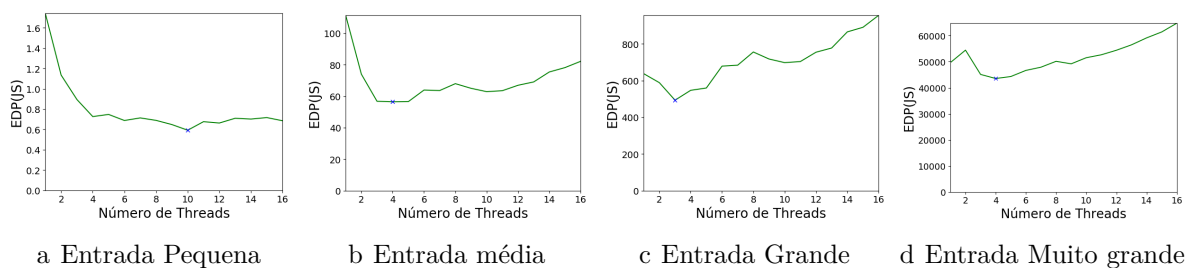 1.6
1.4
1.2
1.0
0.8
0.6
0.4
0.2
0.0
EDP(JS)
2 4 6 8 10 12 14 16
Número de Threads
a Entrada Pequena
100
80
60
40
20
0
EDP(JS)
2 4 6 8 10 12 14 16
Número de Threads
b Entrada média
800
600
400
200
0
EDP(JS)
2 4 6 8 10 12 14 16
Número de Threads
c Entrada Grande
60000
50000
40000
30000
20000
10000
0
EDP(JS)
2 4 6 8 10 12 14 16
Número de Threads
d Entrada Muito grande